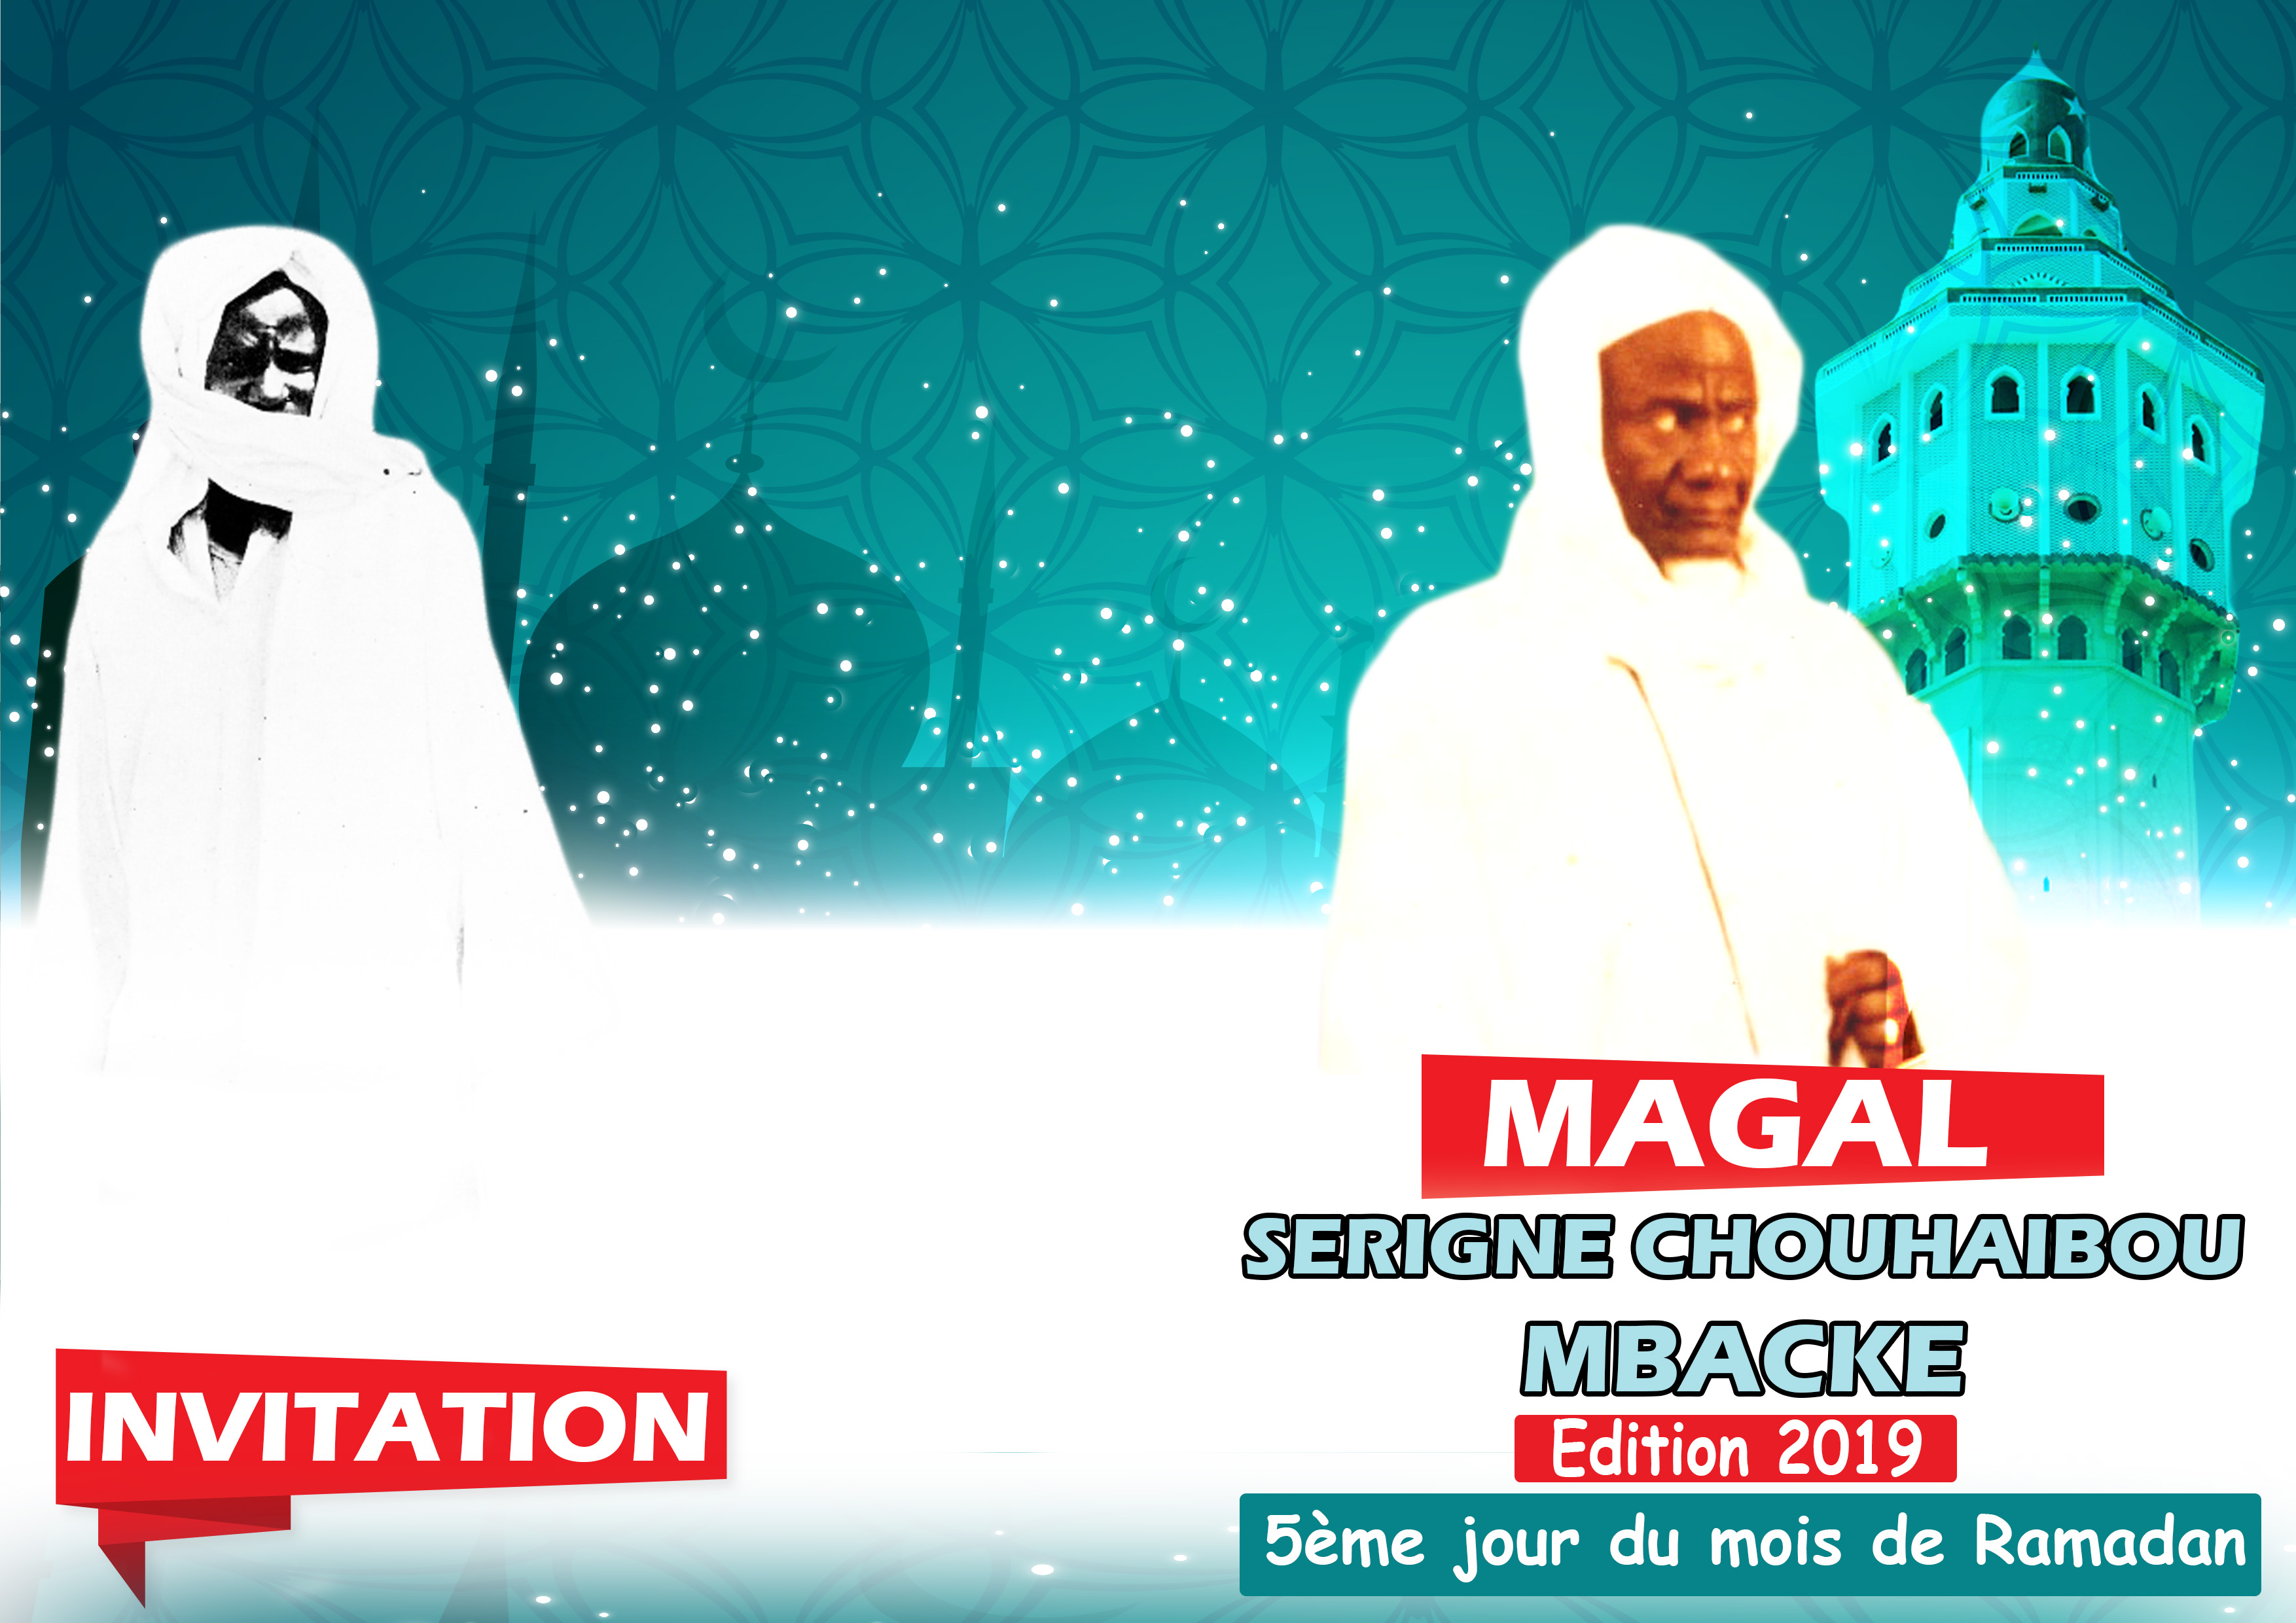 MAGAL
SERIGNE CHOUHAIBOU
MBACKE
Edition 2019
5ème jour du mois de Ramadan
INVITATION